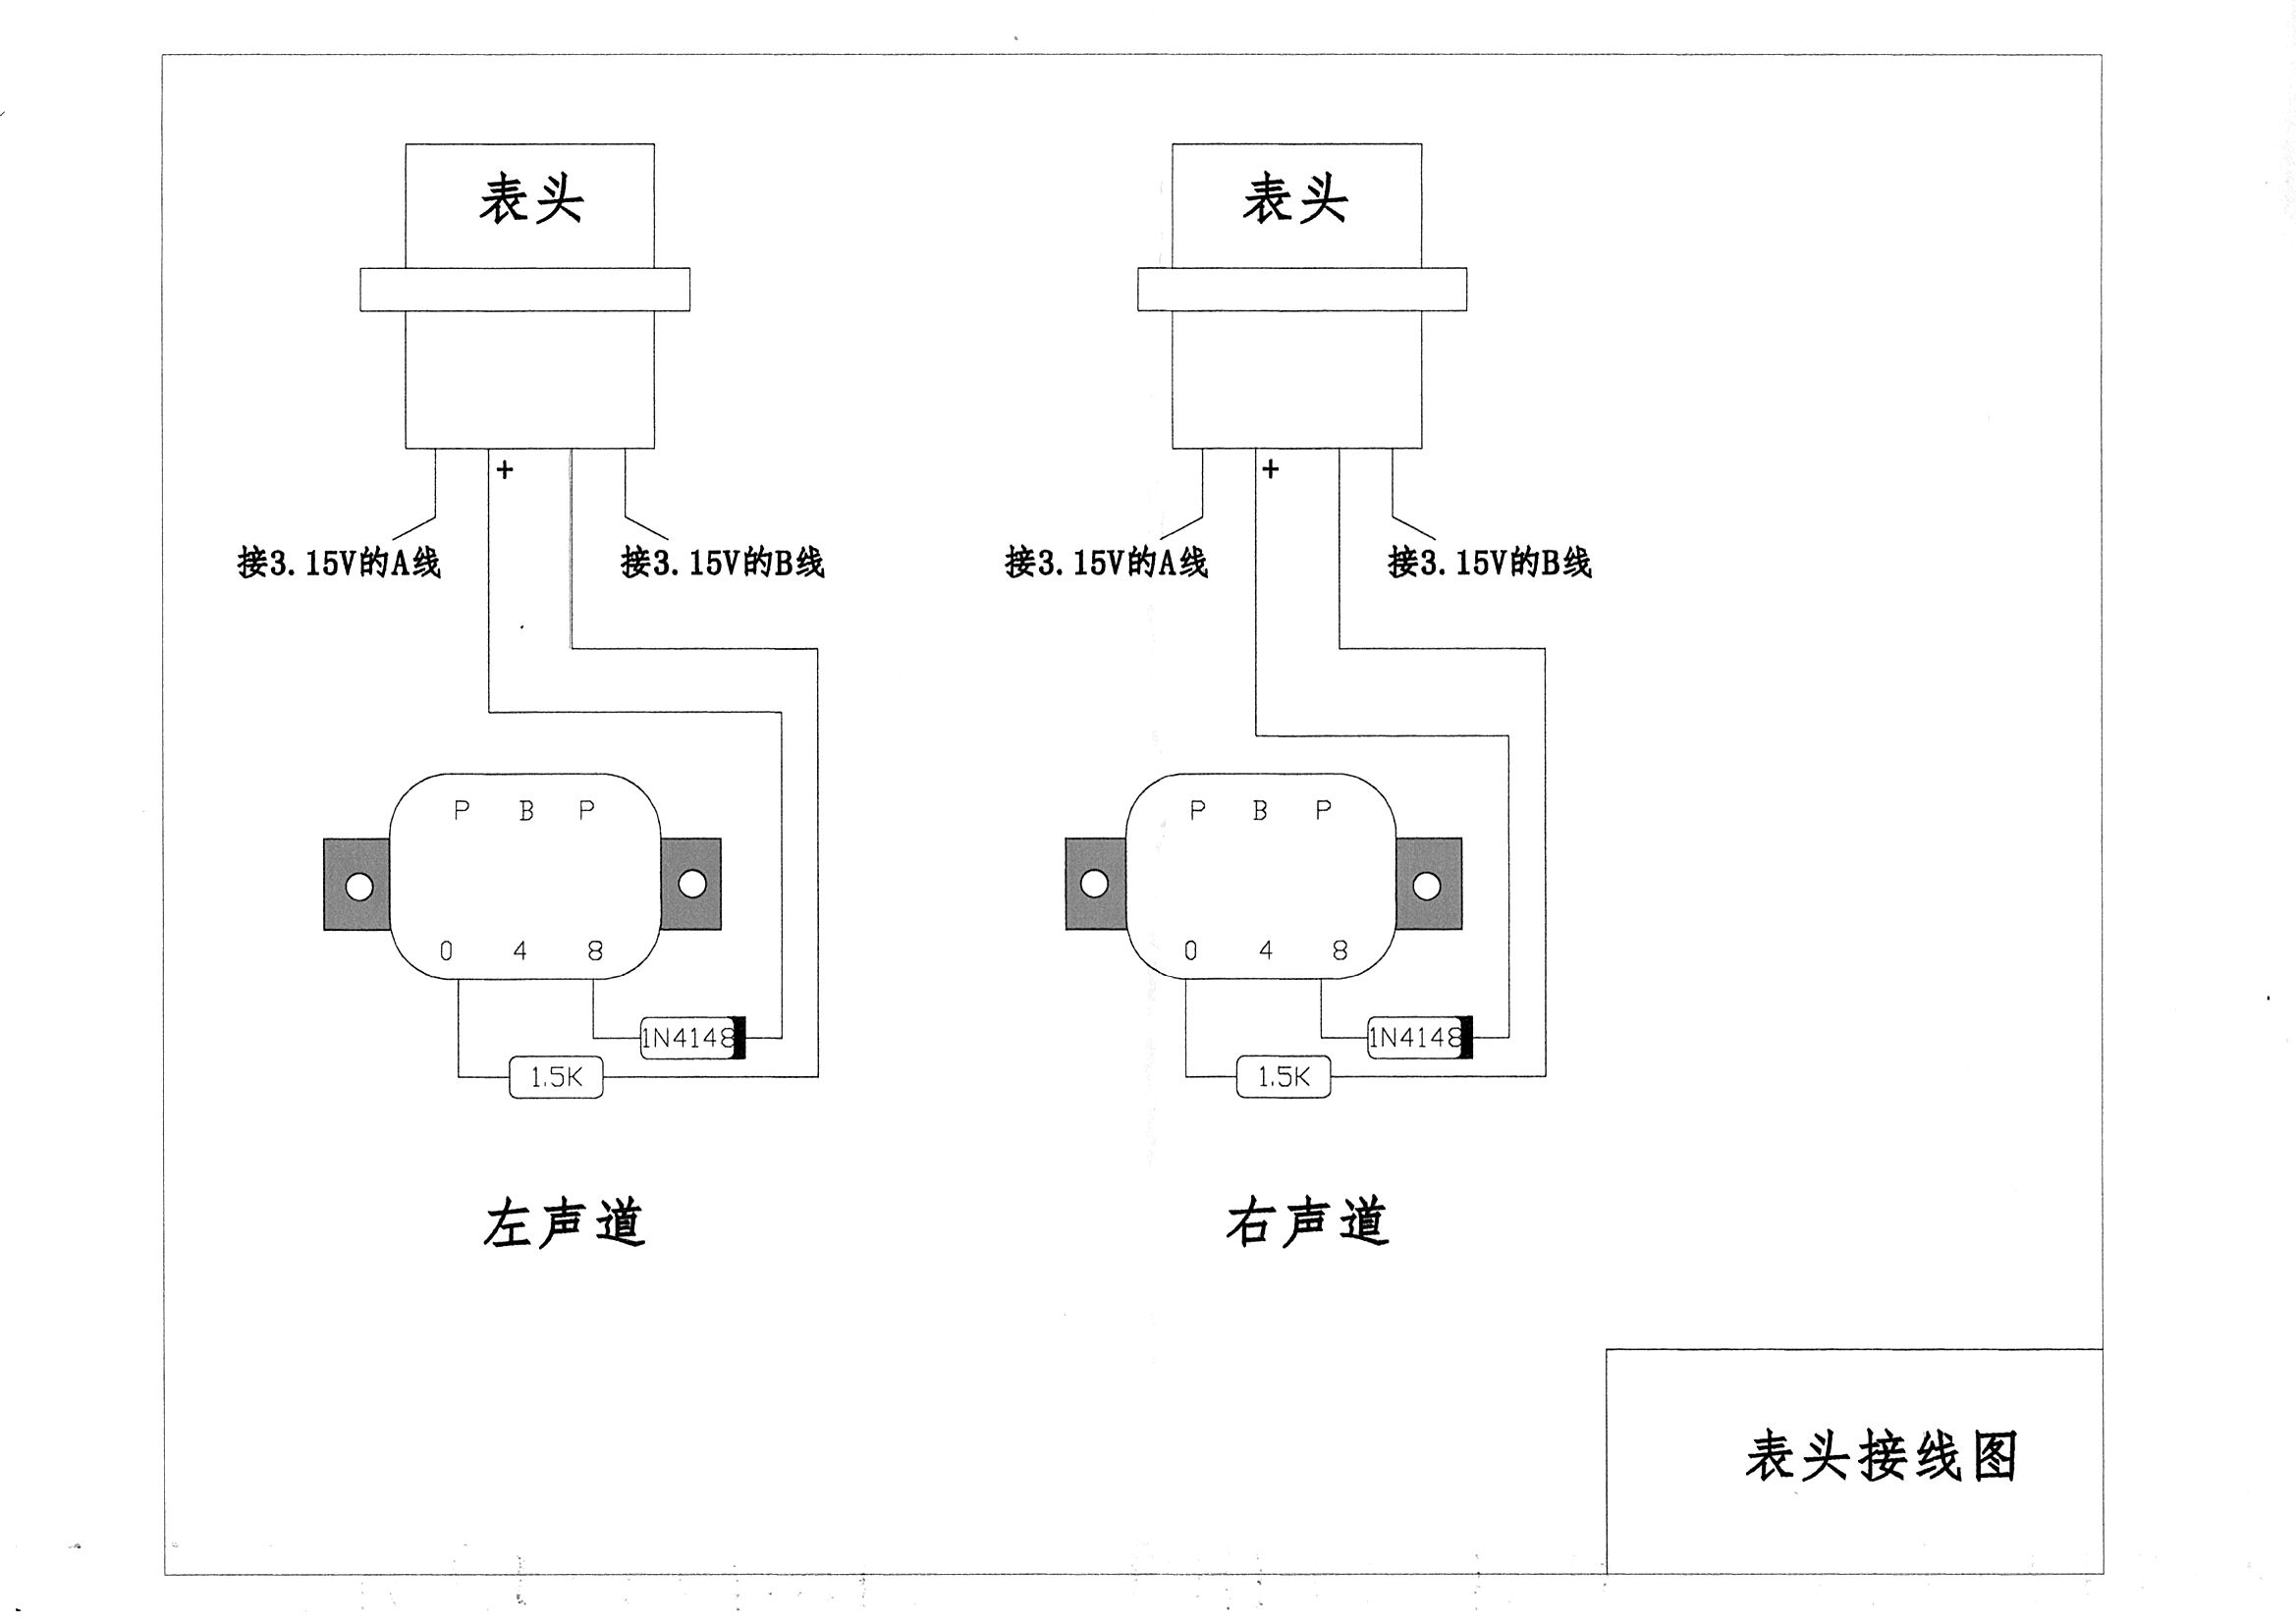 表头
+
接3.15V的A线
接3.15V的B线
P B P
0 4 8
1N4148
1.5K
左声道
表头
+
接3.15V的A线
接3.15V的B线
P B P
0 4 8
1N4148
1.5K
右声道
表头接线图